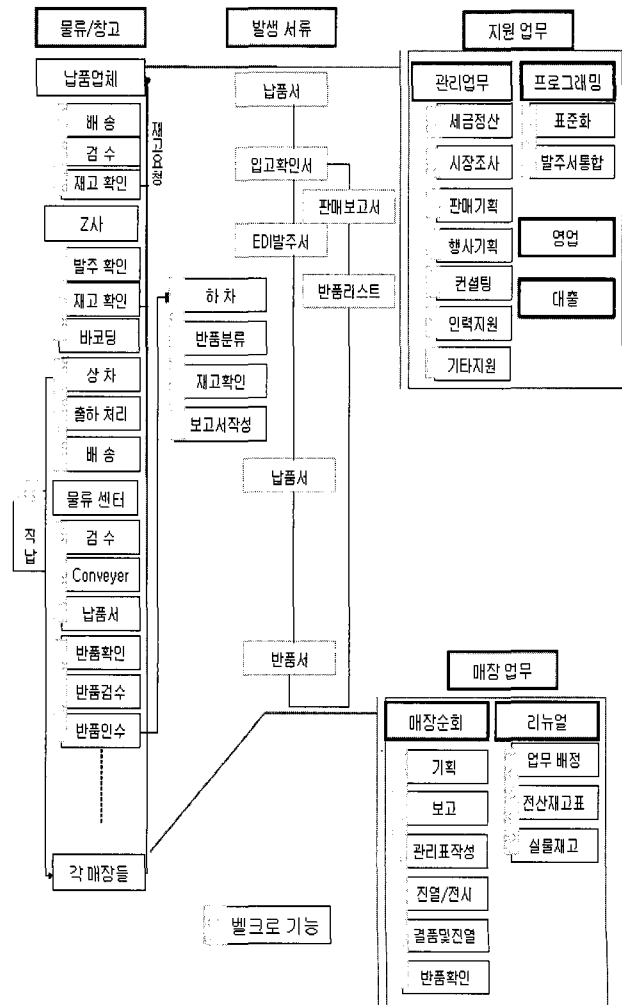 물류/창고
납품업체
배 송
검 수
재고 확인
재고요청
Z사
발주 확인
재고 확인
바코딩
상 차
출하 처리
배 송
물류 센터
직납
검 수
Conveyer
납품서
반품확인
반품검수
반품인수
각 매장들
하 차
반품분류
재고확인
보고서작성
발생 서류
납품서
입고확인서
판매보고서
EDI발주서
반품리스트
납품서
반품서
벨크로 기능
지원 업무
관리업무
세금정산
시장조사
판매기획
행사기획
컨설팅
인력지원
기타지원
프로그래밍
표준화
발주서통합
영업
대출
매장 업무
매장순회
기획
보고
관리표작성
진열/전시
결품및진열
반품확인
리뉴얼
업무 배정
전산재고표
실물재고